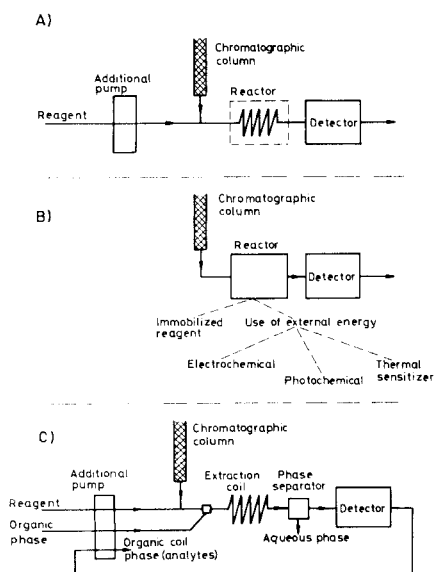 A)
Chromatographic
column
Additional
pump
Reagent
Reactor
Detector
B)
Chromatographic
column
Reactor
Detector
Immobilized
reagent
Use of external energy
Electrochemical
Photochemical
Thermal
sensitizer
C)
Chromatographic
column
Additional
pump
Extraction
coil
Phase
separator
Reagent
Detector
Organic
phase
Organic coil
phase (analytes)
Aqueous phase